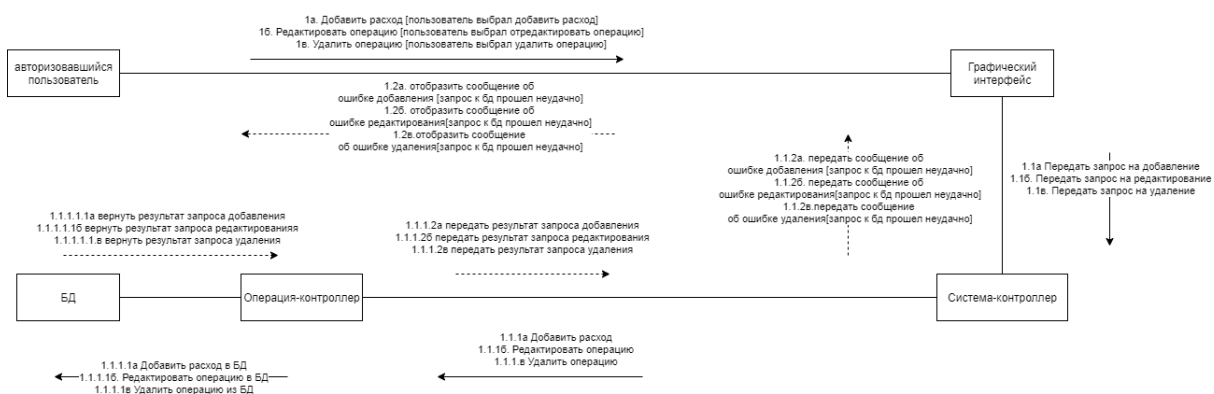 1а. Добавить расход [пользователь выбрал добавить расход]
1б. Редактировать операцию [пользователь выбрал отредактировать операцию]
1в. Удалить операцию [пользователь выбрал удалить операцию]
авторизовавшийся
пользователь
Графический
интерфейс
1.2а. отобразить сообщение об
ошибке добавления [запрос к бд прошел неудачно]
1.2б. отобразить сообщение об
ошибке редактирования[запрос к бд прошел неудачно]
1.2в.отобразить сообщение
об ошибке удаления[запрос к бд прошел неудачно]
1.1.2а. передать сообщение об
ошибке добавления [запрос к бд прошел неудачно]
1.1.2б. передать сообщение об
ошибке редактирования[запрос к бд прошел неудачно]
1.1.2в.передать сообщение
об ошибке удаления[запрос к бд прошел неудачно]
1.1а Передать запрос на добавление
1.1б. Передать запрос на редактирование
1.1в. Передать запрос на удаление
1.1.1.1.1а вернуть результат запроса добавления
1.1.1.1.1б вернуть результат запроса редактированияя
1.1.1.1.1.в вернуть результат запроса удаления
1.1.1.2а передать результат запроса добавления
1.1.1.2б передать результат запроса редактирования
1.1.1.2в передать результат запроса удаления
БД
Операция-контроллер
Система-контроллер
1.1.1а Добавить расход
1.1.1б. Редактировать операцию
1.1.1.в Удалить операцию
1.1.1.1а Добавить расход в БД
1.1.1.1б. Редактировать операцию в БД
1.1.1.1в Удалить операцию из БД